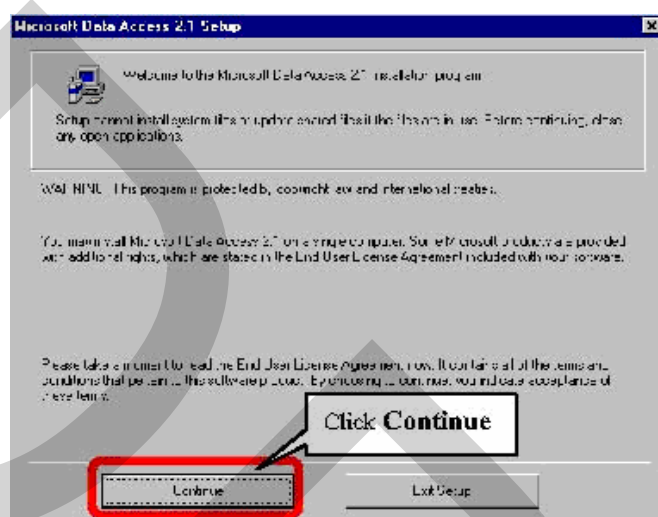 Microsoft Data Access 2.1 Setup
Welcome to the Microsoft Data Access 2.1 installation program.
Setup cannot install system files or update shared files if the files are in use. Before continuing, close
any open applications.
WARNING: This program is protected by copyright law and international treaties.
You may install Microsoft Data Access 2.1 on a single computer. Some Microsoft products are provided
with additional rights, which are stated in the End User License Agreement included with your software.
Please take a moment to read the End User License Agreement now. It contains all of the terms and
conditions that pertain to this software product. By choosing to continue, you indicate acceptance of
these terms.
Click Continue
Continue
Exit Setup